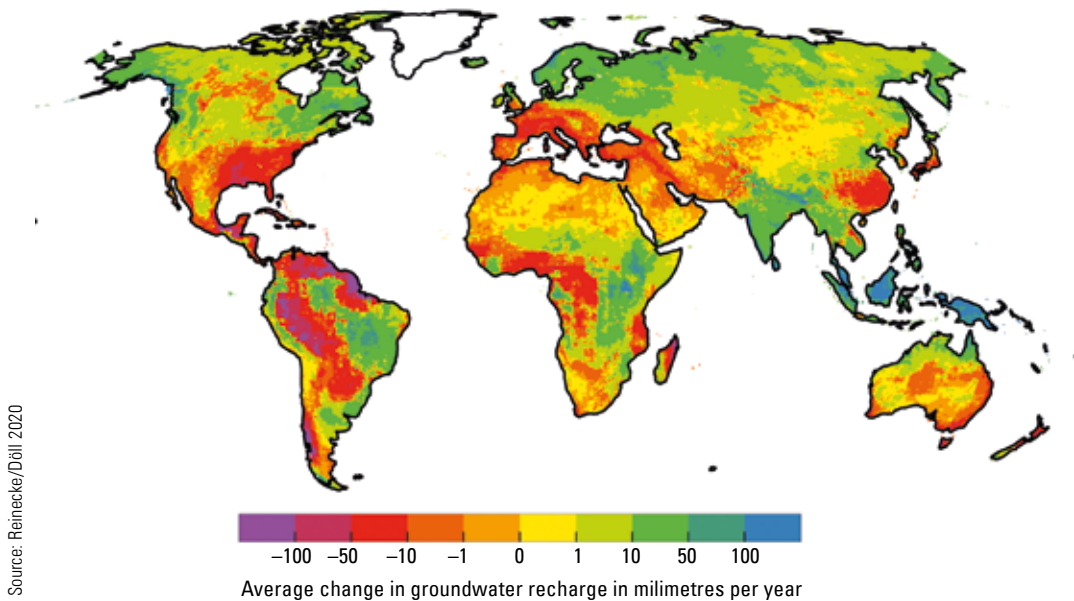 Source: Reinecke/Döll 2020
–100 –50 –10 –1 0 1 10 50 100
Average change in groundwater recharge in milimetres per year